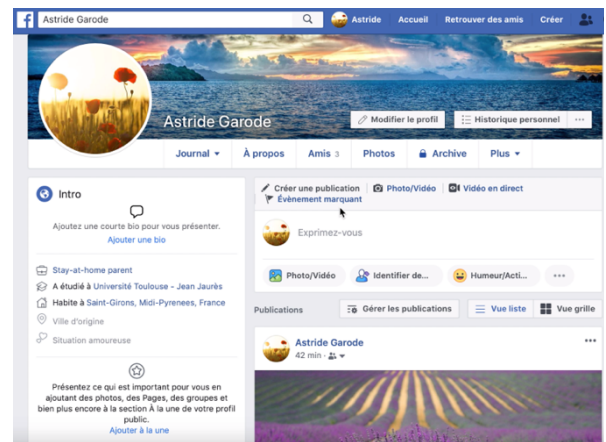 Astride Garode
Astride Accueil Retrouver des amis Créer
Astride Garode
Modifier le profil Historique personnel
Journal À propos Amis 3 Photos Archive Plus
Intro
Ajoutez une courte bio pour vous présenter.
Ajouter une bio
Stay-at-home parent
A étudié à Université Toulouse - Jean Jaurès
Habite à Saint-Girons, Midi-Pyrenees, France
Ville d'origine
Situation amoureuse
Présentez ce qui est important pour vous en
ajoutant des photos, des Pages, des groupes et
bien plus encore à la section À la une de votre profil
public.
Ajouter à la une
Créer une publication Photo/Vidéo Vidéo en direct
Évènement marquant
Exprimez-vous
Photo/Vidéo Identifier de... Humeur/Acti...
Publications Gérer les publications Vue liste Vue grille
Astride Garode
42 min